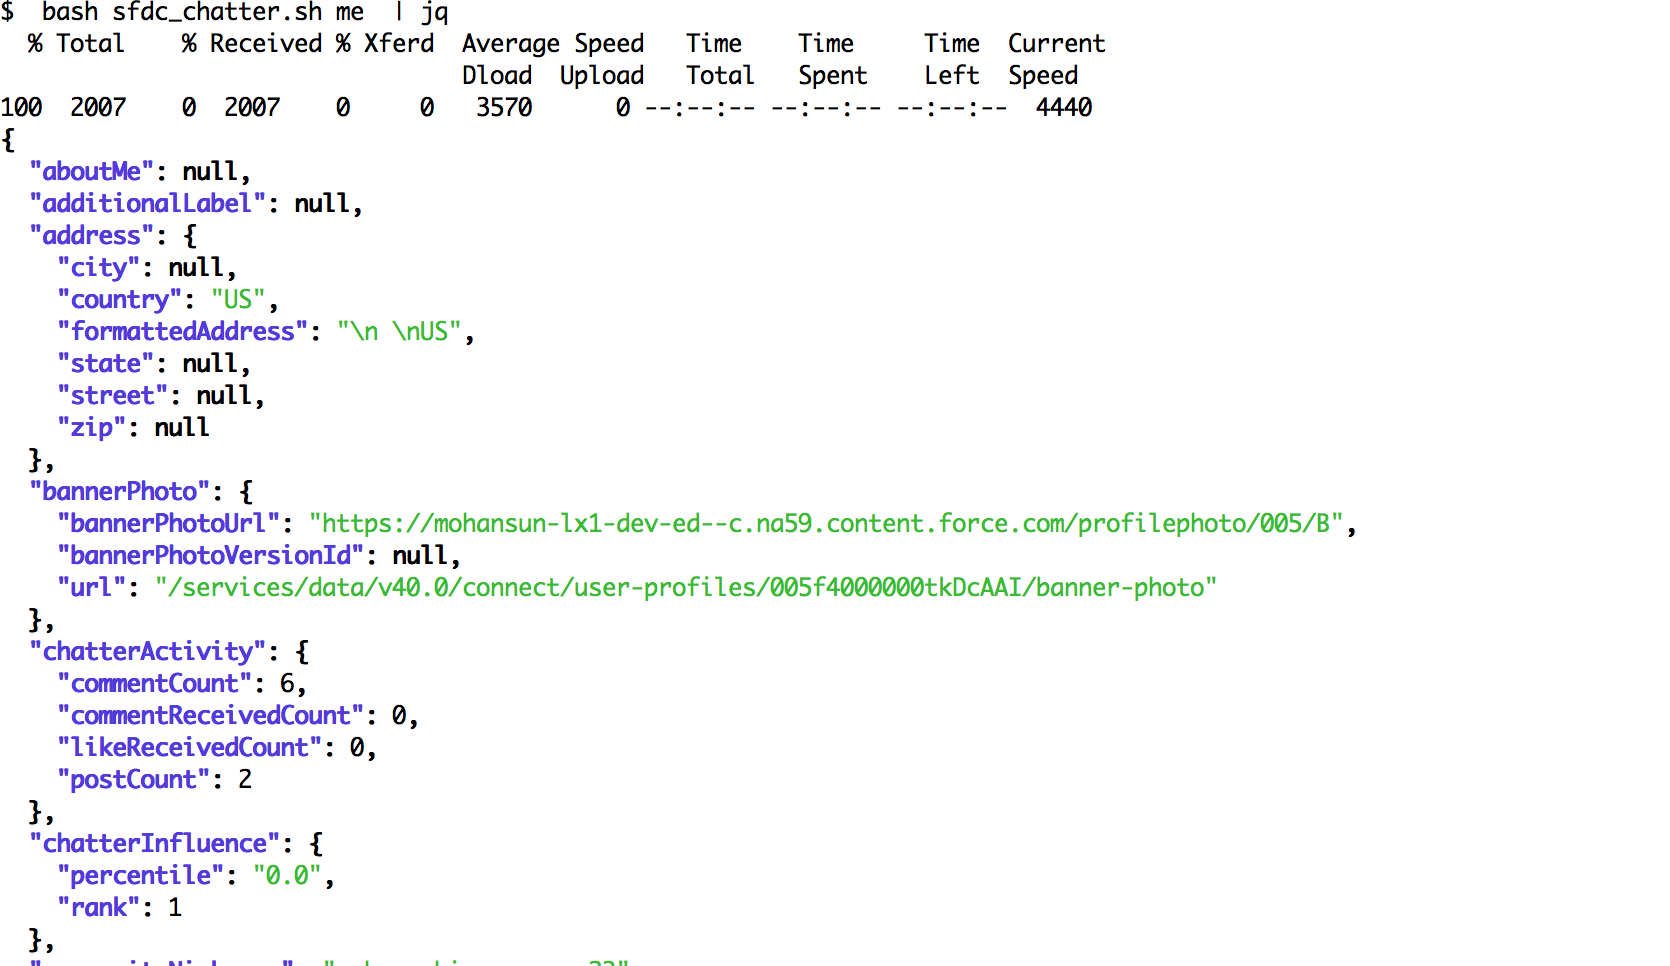 $  bash sfdc_chatter.sh me  | jq
  % Total    % Received % Xferd  Average Speed   Time    Time     Time  Current
                                 Dload  Upload   Total   Spent    Left  Speed
100  2007    0  2007    0     0   3570      0 --:--:-- --:--:-- --:--:--  4440
{
  "aboutMe": null,
  "additionalLabel": null,
  "address": {
    "city": null,
    "country": "US",
    "formattedAddress": "\n \nUS",
    "state": null,
    "street": null,
    "zip": null
  },
  "bannerPhoto": {
    "bannerPhotoUrl": "https://mohansun-lx1-dev-ed--c.na59.content.force.com/profilephoto/005/B",
    "bannerPhotoVersionId": null,
    "url": "/services/data/v40.0/connect/user-profiles/005f4000000tkDcAAI/banner-photo"
  },
  "chatterActivity": {
    "commentCount": 6,
    "commentReceivedCount": 0,
    "likeReceivedCount": 0,
    "postCount": 2
  },
  "chatterInfluence": {
    "percentile": "0.0",
    "rank": 1
  },